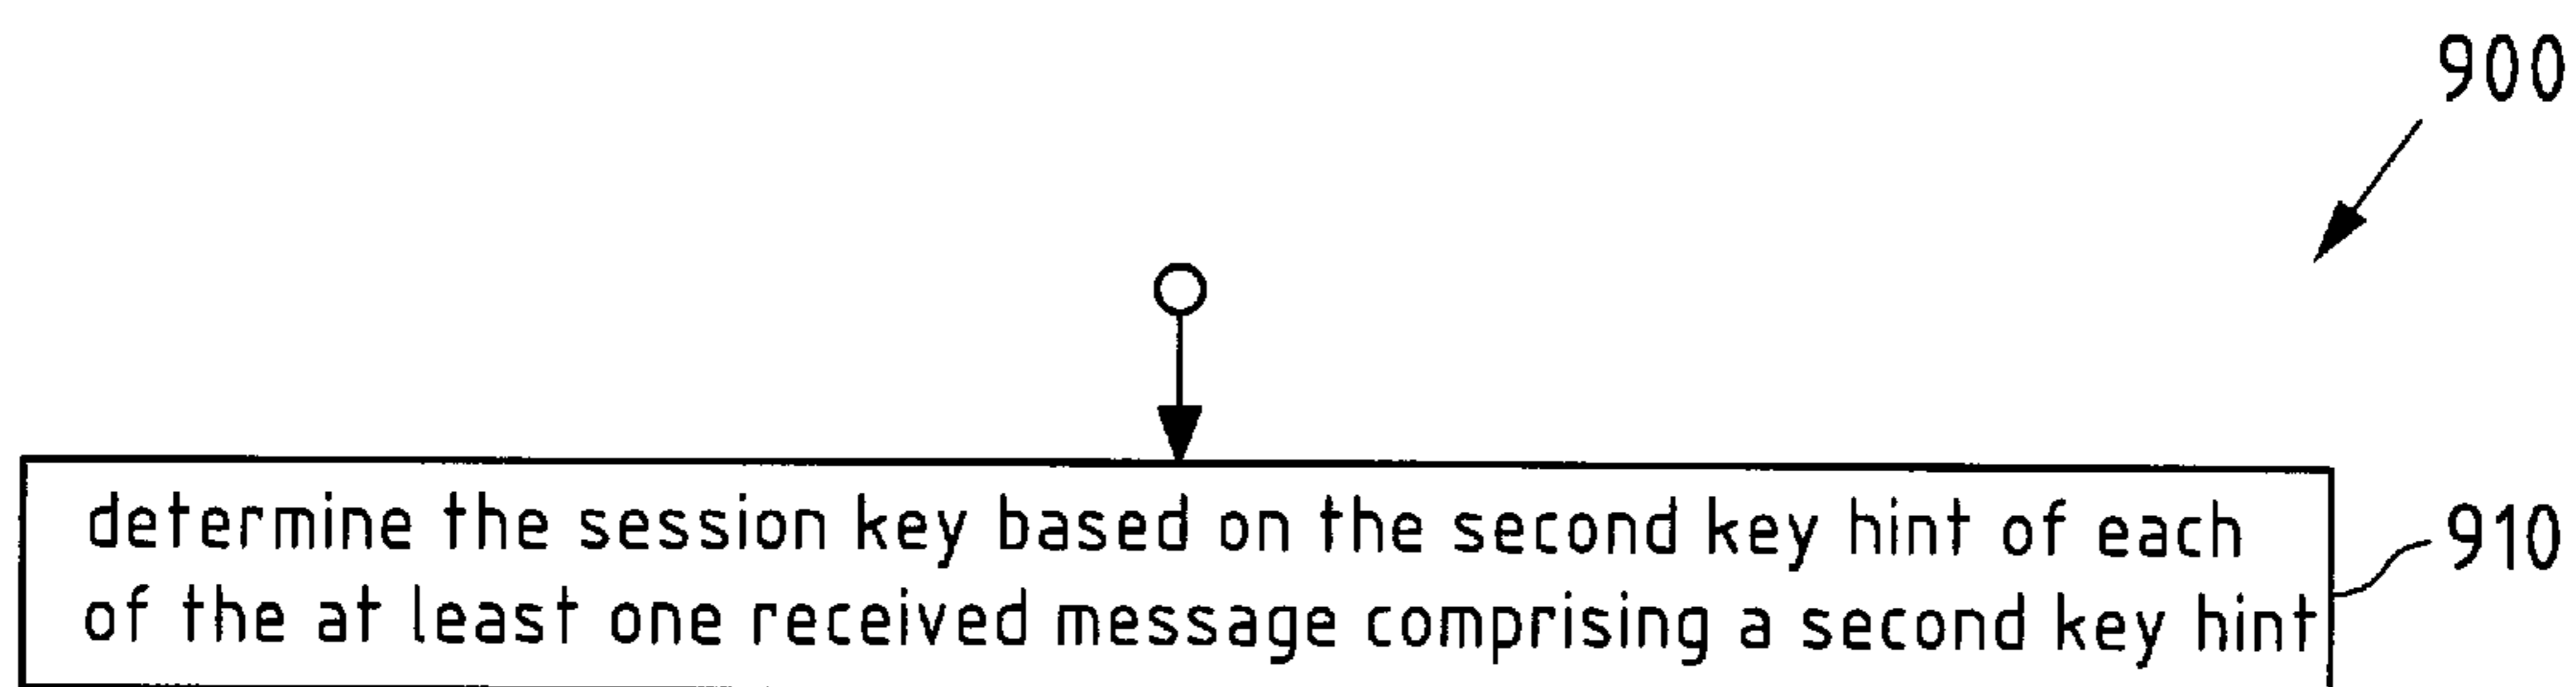 900
determine the session key based on the second key hint of each
of the at least one received message comprising a second key hint
910